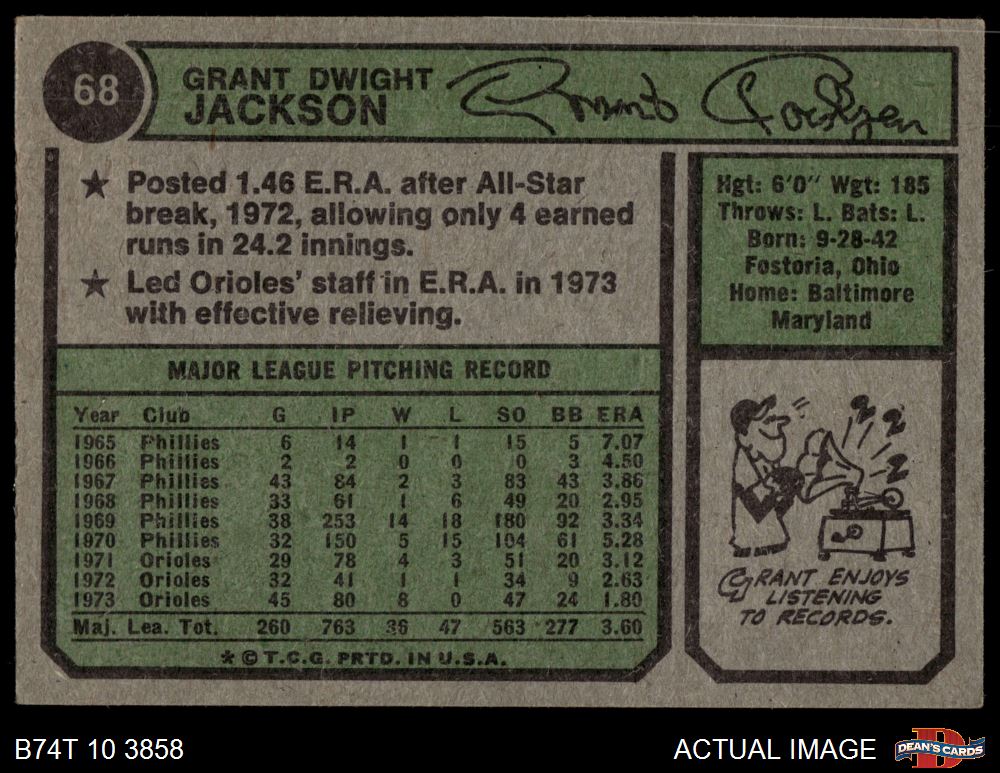 68
GRANT DWIGHT
JACKSON
Grant Jackson
★ Posted 1.46 E.R.A. after All-Star
break, 1972, allowing only 4 earned
runs in 24.2 innings.
★ Led Orioles' staff in E.R.A. in 1973
with effective relieving.
Hgt: 6'0" Wgt: 185
Throws: L. Bats: L.
Born: 9-28-42
Fostoria, Ohio
Home: Baltimore
Maryland
MAJOR LEAGUE PITCHING RECORD
Year Club G IP W L SO BB ERA
1965 Phillies 6 14 1 1 15 5 7.07
1966 Phillies 2 2 0 0 0 3 4.50
1967 Phillies 43 84 2 3 83 43 3.86
1968 Phillies 33 61 1 6 49 20 2.95
1969 Phillies 38 253 14 18 180 92 3.34
1970 Phillies 32 150 5 15 104 61 5.28
1971 Orioles 29 78 4 3 51 20 3.12
1972 Orioles 32 41 1 1 34 9 2.63
1973 Orioles 45 80 8 0 47 24 1.80
Maj. Lea. Tot. 260 763 36 47 563 277 3.60
* © T.C.G. PRTD. IN U.S.A.
GRANT ENJOYS
LISTENING
TO RECORDS.
B74T 10 3858
ACTUAL IMAGE
DEAN'S CARDS